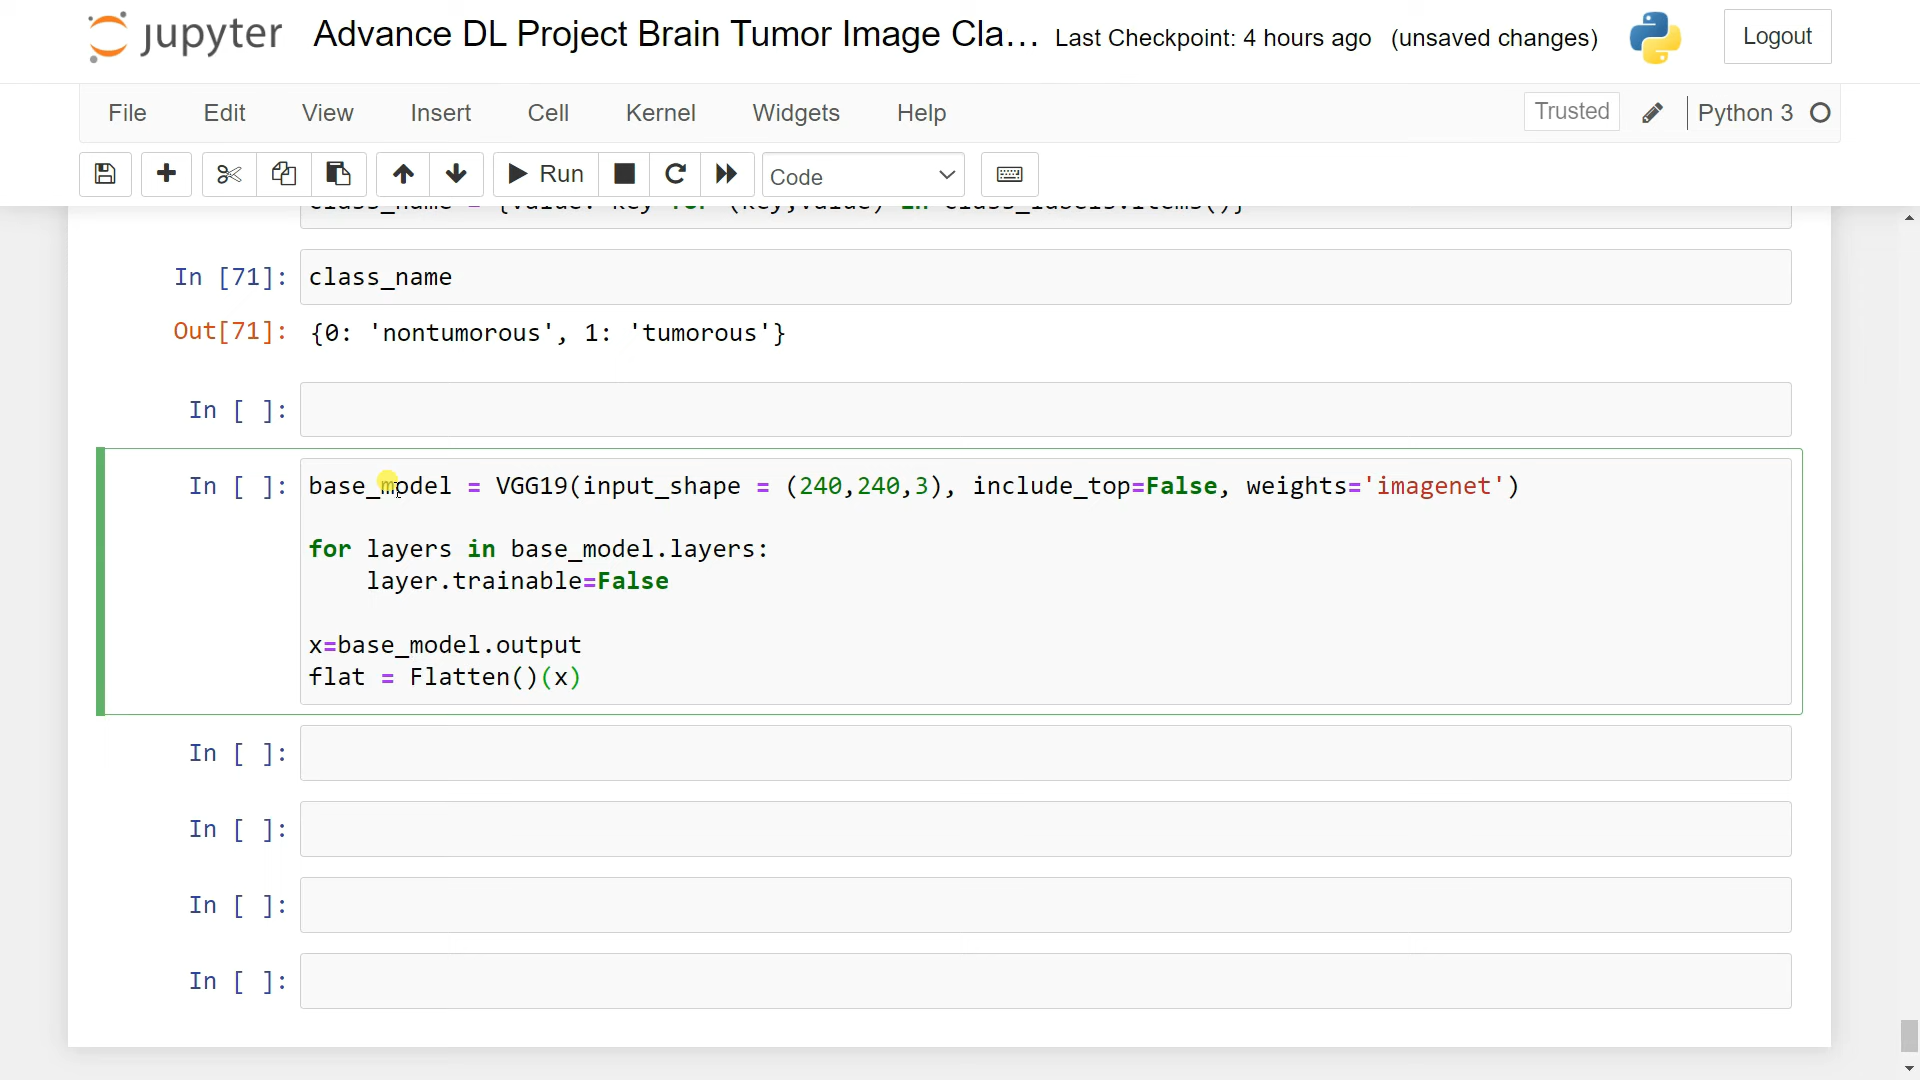 jupyter Advance DL Project Brain Tumor Image Cla... Last Checkpoint: 4 hours ago (unsaved changes) Logout
File Edit View Insert Cell Kernel Widgets Help Trusted Python 3
Run Code
class_name = {value: key for (key,value) in class_labels.items()}
In [71]: class_name
Out[71]: {0: 'nontumorous', 1: 'tumorous'}
In [ ]:
In [ ]: base_model = VGG19(input_shape = (240,240,3), include_top=False, weights='imagenet')
for layers in base_model.layers:
layer.trainable=False
x=base_model.output
flat = Flatten()(x)
In [ ]:
In [ ]:
In [ ]:
In [ ]: